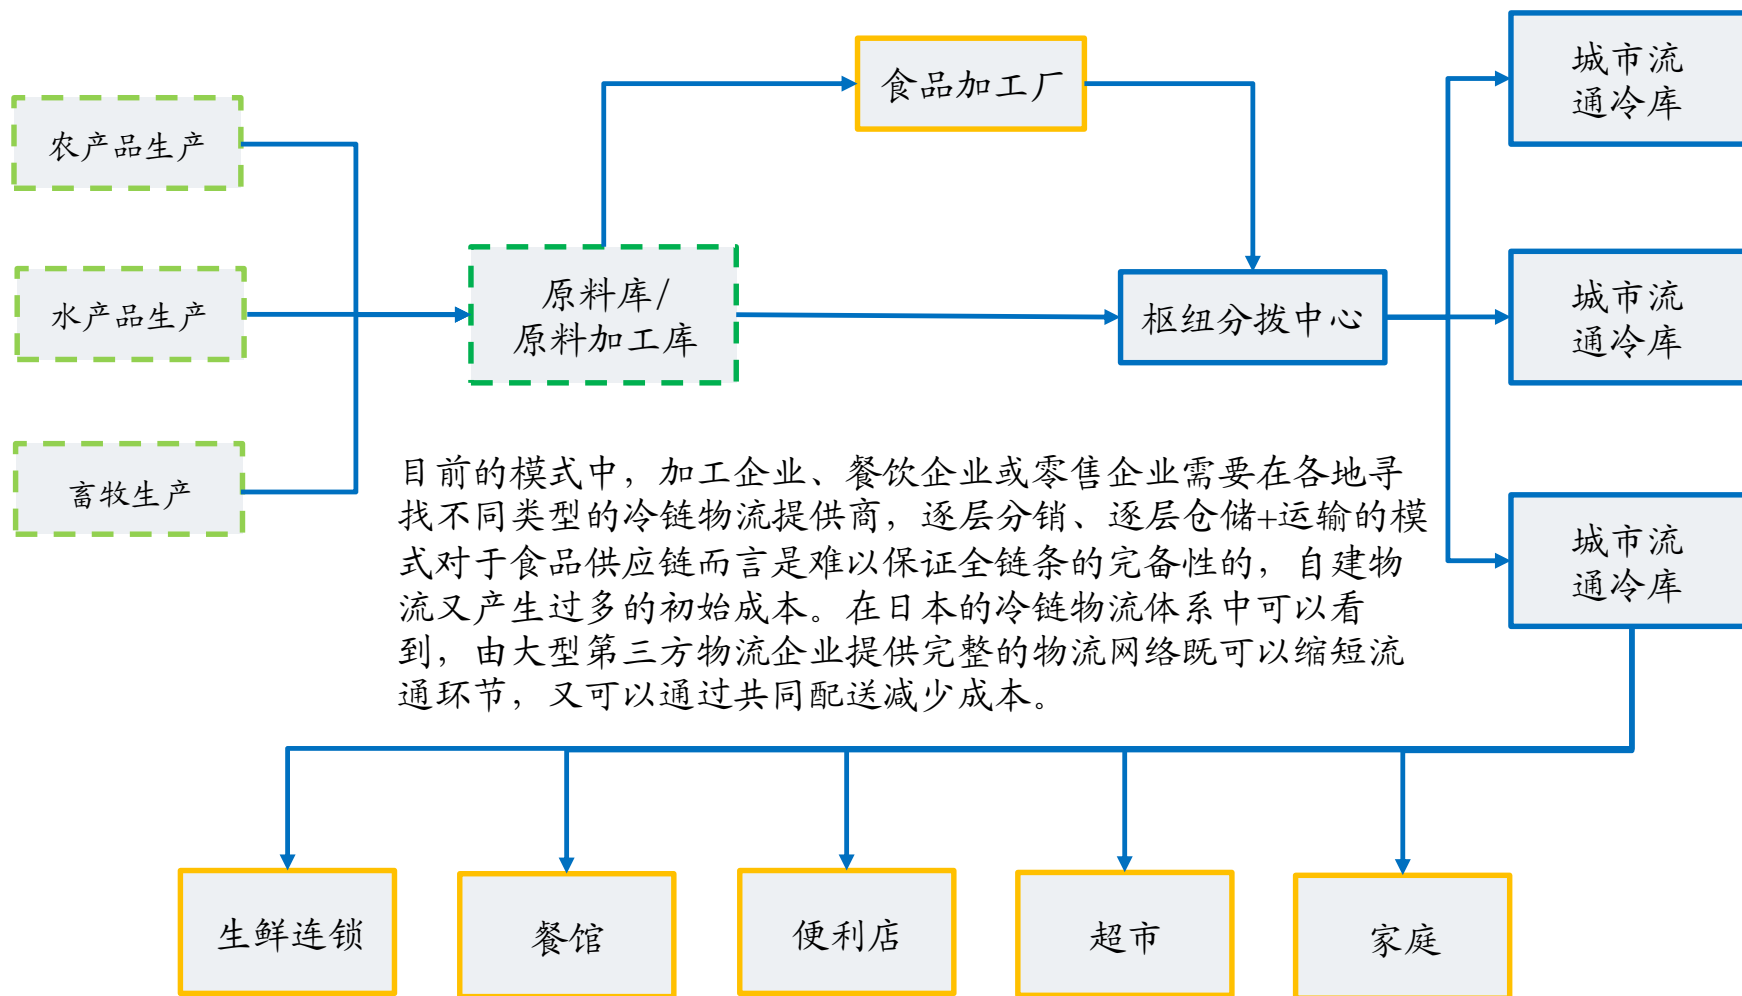 食品加工厂
城市流
通冷库
农产品生产
水产品生产
原料库/
原料加工库
枢纽分拨中心
城市流
通冷库
畜牧生产
目前的模式中，加工企业、餐饮企业或零售企业需要在各地寻
找不同类型的冷链物流提供商，逐层分销、逐层仓储+运输的模
式对于食品供应链而言是难以保证全链条的完备性的，自建物
流又产生过多的初始成本。在日本的冷链物流体系中可以看
到，由大型第三方物流企业提供完整的物流网络既可以缩短流
通环节，又可以通过共同配送减少成本。
城市流
通冷库
生鲜连锁
餐馆
便利店
超市
家庭